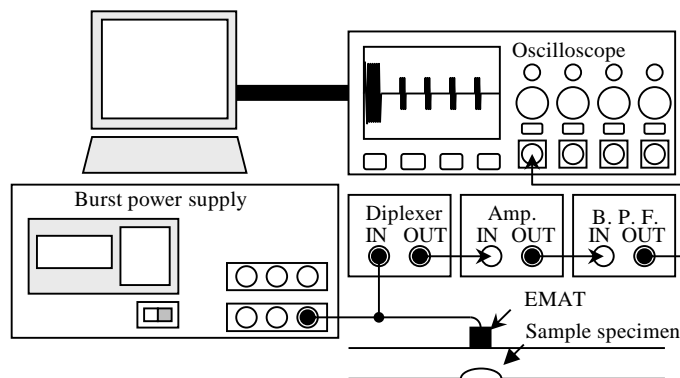 Oscilloscope
Burst power supply
Diplexer
IN OUT
Amp.
IN OUT
B. P. F.
IN OUT
EMAT
Sample specimen